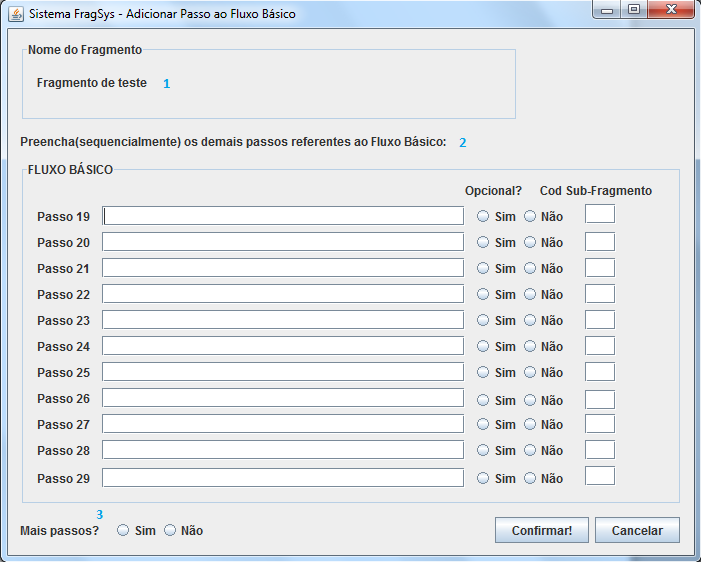 Sistema FragSys - Adicionar Passo ao Fluxo Básico
Nome do Fragmento
Fragmento de teste 1
Preencha(sequencialmente) os demais passos referentes ao Fluxo Básico: 2
FLUXO BÁSICO
Opcional? Cod Sub-Fragmento
Passo 19 Sim Não
Passo 20 Sim Não
Passo 21 Sim Não
Passo 22 Sim Não
Passo 23 Sim Não
Passo 24 Sim Não
Passo 25 Sim Não
Passo 26 Sim Não
Passo 27 Sim Não
Passo 28 Sim Não
Passo 29 Sim Não
3
Mais passos? Sim Não Confirmar! Cancelar